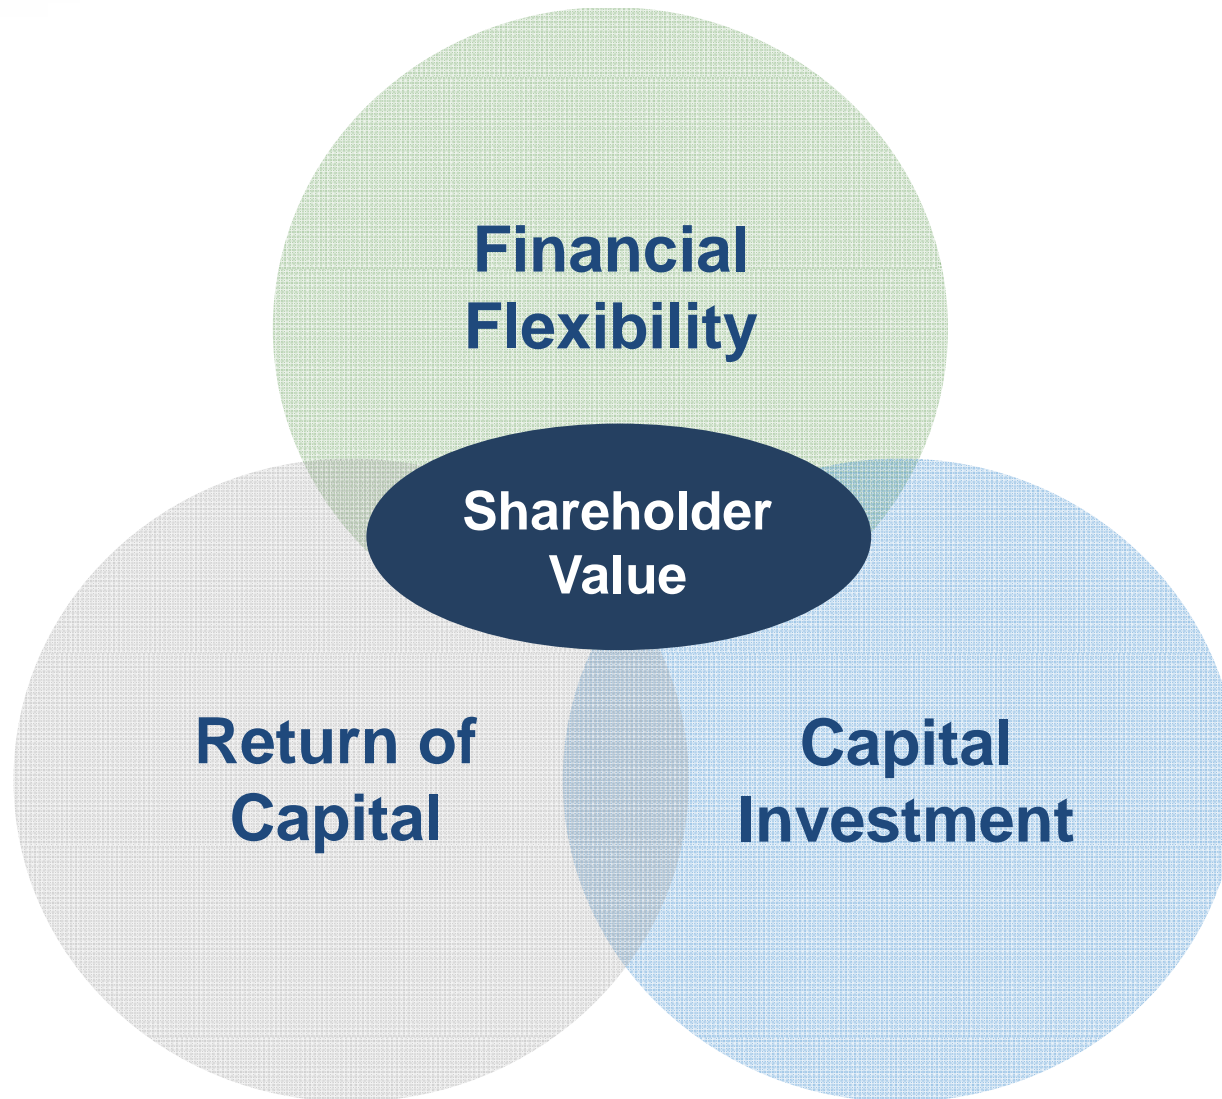 Financial
Flexibility
Shareholder
Value
Return of
Capital
Capital
Investment